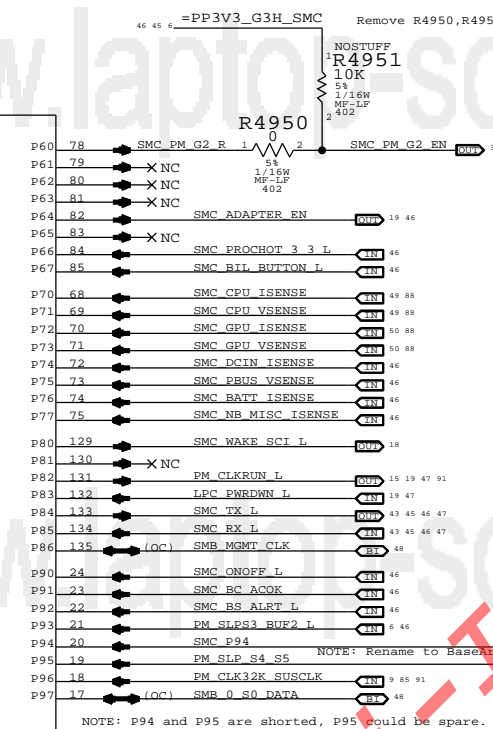 =PP3V3_G3H_SMC
46 45 6
Remove R4950,R495
NOSTUFF
R4951
10K
5%
1/16W
MF-LF
402
1
2
R4950
0
1 2
5%
1/16W
MF-LF
402
P60 78 SMC_PM_G2_R SMC_PM_G2_EN OUT
P61 79 NC
P62 80 NC
P63 81 NC
P64 82 SMC_ADAPTER_EN OUT 19 46
P65 83 NC
P66 84 SMC_PROCHOT_3_3_L IN 46
P67 85 SMC_BIL_BUTTON_L IN 46
P70 68 SMC_CPU_ISENSE IN 49 88
P71 69 SMC_CPU_VSENSE IN 49 88
P72 70 SMC_GPU_ISENSE IN 50 88
P73 71 SMC_GPU_VSENSE IN 50 88
P74 72 SMC_DCIN_ISENSE IN 46
P75 73 SMC_PBUS_VSENSE IN 46
P76 74 SMC_BATT_ISENSE IN 46
P77 75 SMC_NB_MISC_ISENSE IN 46
P80 129 SMC_WAKE_SCI_L OUT 18
P81 130 NC
P82 131 PM_CLKRUN_L OUT 15 19 47 91
P83 132 LPC_PWRDWN_L IN 19 47
P84 133 SMC_TX_L OUT 43 45 46 47
P85 134 SMC_RX_L IN 43 45 46 47
P86 135 (OC) SMB_MGMT_CLK BI 48
P90 24 SMC_ONOFF_L IN 46
P91 23 SMC_BC_ACOK IN 46
P92 22 SMC_BS_ALRT_L IN 46
P93 21 PM_SLPS3_BUF2_L IN 6 46
P94 20 SMC_P94
NOTE: Rename to BaseAr
P95 19 PM_SLP_S4_S5
P96 18 PM_CLK32K_SUSCLK IN 9 85 91
P97 17 (OC) SMB_0_S0_DATA BI 48
NOTE: P94 and P95 are shorted, P95 could be spare.
w.laptop-sc
w.laptop-sc